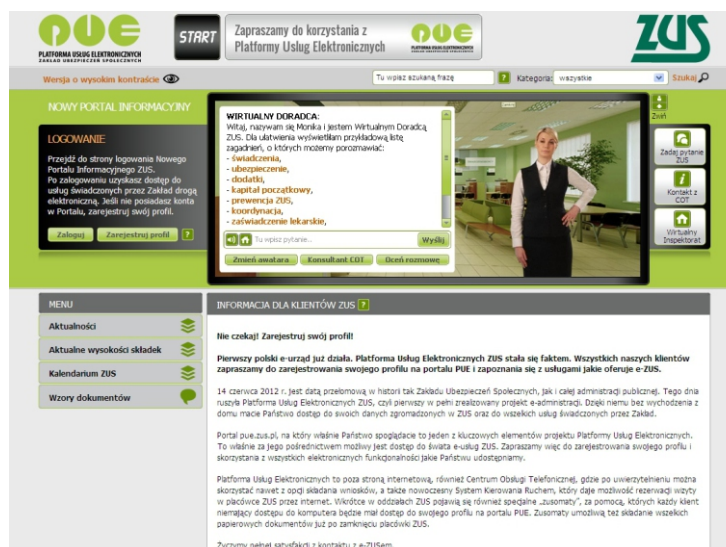 PUE
PLATFORMA USŁUG ELEKTRONICZNYCH
ZAKŁAD UBEZPIECZEŃ SPOŁECZNYCH
START
Zapraszamy do korzystania z
Platformy Usług Elektronicznych
PUE
PLATFORMA USŁUG ELEKTRONICZNYCH
ZUS
Wersja o wysokim kontraście
Tu wpisz szukaną frazę
?
Kategoria:
wszystkie
Szukaj
NOWY PORTAL INFORMACYJNY
LOGOWANIE
Przejdź do strony logowania Nowego
Portalu Informacyjnego ZUS.
Po zalogowaniu uzyskasz dostęp do
usług świadczonych przez Zakład drogą
elektroniczną. Jeśli nie posiadasz konta
w Portalu, zarejestruj swój profil.
Zaloguj
Zarejestruj profil
?
WIRTUALNY DORADCA:
Witaj, nazywam się Monika i jestem Wirtualnym Doradcą
ZUS. Dla ułatwienia wyświetliłam przykładową listę
zagadnień, o których możemy porozmawiać:
- świadczenia,
- ubezpieczenie,
- dodatki,
- kapitał początkowy,
- prewencja ZUS,
- koordynacja,
- zaświadczenie lekarskie,
Tu wpisz pytanie...
Wyślij
Zmień awatara
Konsultant COT
Oceń rozmowę
Zwiń
Zadaj pytanie
ZUS
Kontakt z
COT
Wirtualny
Inspektorat
MENU
Aktualności
Aktualne wysokości składek
Kalendarium ZUS
Wzory dokumentów
INFORMACJA DLA KLIENTÓW ZUS ?
Nie czekaj! Zarejestruj swój profil!
Pierwszy polski e-urząd już działa. Platforma Usług Elektronicznych ZUS stała się faktem. Wszystkich naszych klientów
zapraszamy do zarejestrowania swojego profilu na portalu PUE i zapoznania się z usługami jakie oferuje e-ZUS.
14 czerwca 2012 r. jest datą przełomową w historii tak Zakładu Ubezpieczeń Społecznych, jak i całej administracji publicznej. Tego dnia
ruszyła Platforma Usług Elektronicznych ZUS, czyli pierwszy w pełni zrealizowany projekt e-administracji. Dzięki niemu bez wychodzenia z
domu macie Państwo dostęp do swoich danych zgromadzonych w ZUS oraz do wszelkich usług świadczonych przez Zakład.
Portal pue.zus.pl, na który właśnie Państwo spoglądacie to jeden z kluczowych elementów projektu Platformy Usług Elektronicznych.
To właśnie za jego pośrednictwem możliwy jest dostęp do świata e-usług ZUS. Zapraszamy więc do zarejestrowania swojego profilu i
skorzystania z wszystkich elektronicznych funkcjonalności jakie Państwu udostępniamy.
Platforma Usług Elektronicznych to poza stroną internetową, również Centrum Obsługi Telefonicznej, gdzie po uwierzytelnieniu można
skorzystać nawet z opcji składania wniosków, a także nowoczesny System Kierowania Ruchem, który daje możliwość rezerwacji wizyty
w placówce ZUS przez internet. Wkrótce w oddziałach ZUS pojawią się również specjalne „zusomaty”, za pomocą, których każdy klient
niemający dostępu do komputera będzie miał dostęp do swojego profilu na portalu PUE. Zusomaty umożliwią też składanie wszelkich
papierowych dokumentów już po zamknięciu placówki ZUS.
Życzymy pełnej satysfakcji z kontaktu z e-ZUSem.